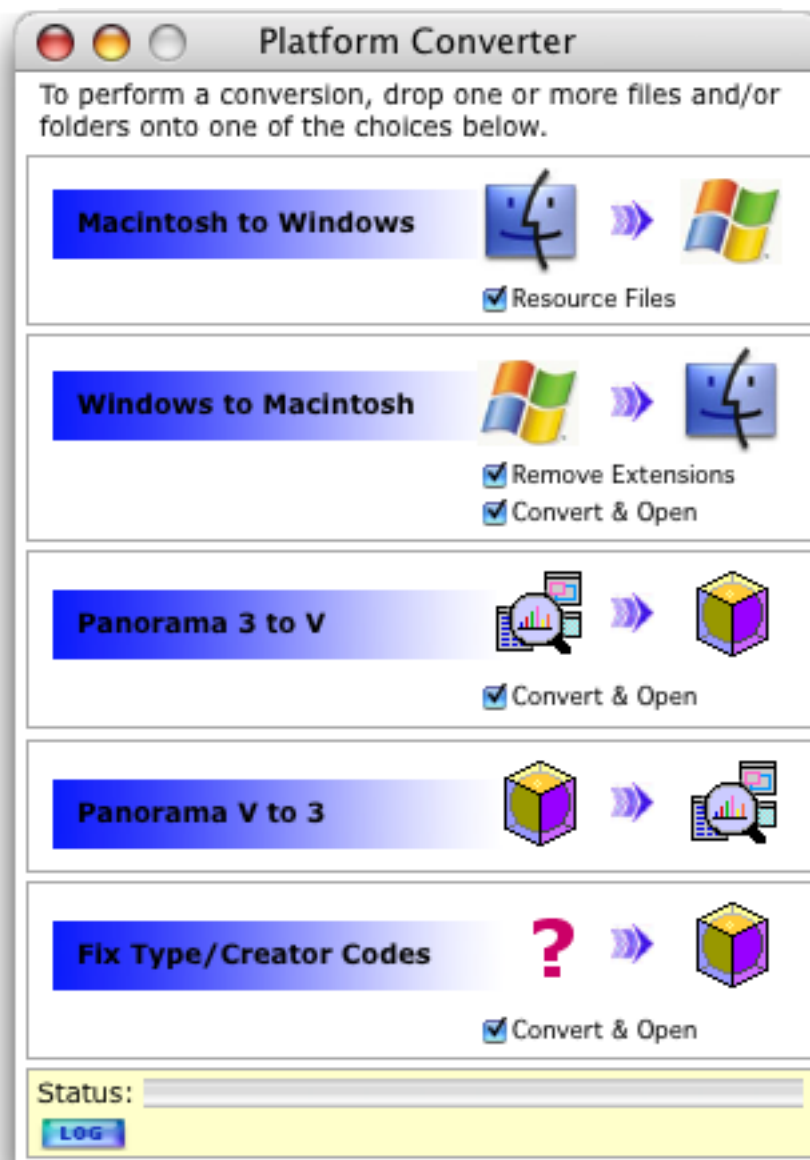 Platform Converter
To perform a conversion, drop one or more files and/or
folders onto one of the choices below.
Macintosh to Windows
Resource Files
Windows to Macintosh
Remove Extensions
Convert & Open
Panorama 3 to V
Convert & Open
Panorama V to 3
Fix Type/Creator Codes
?
Convert & Open
Status:
LOG